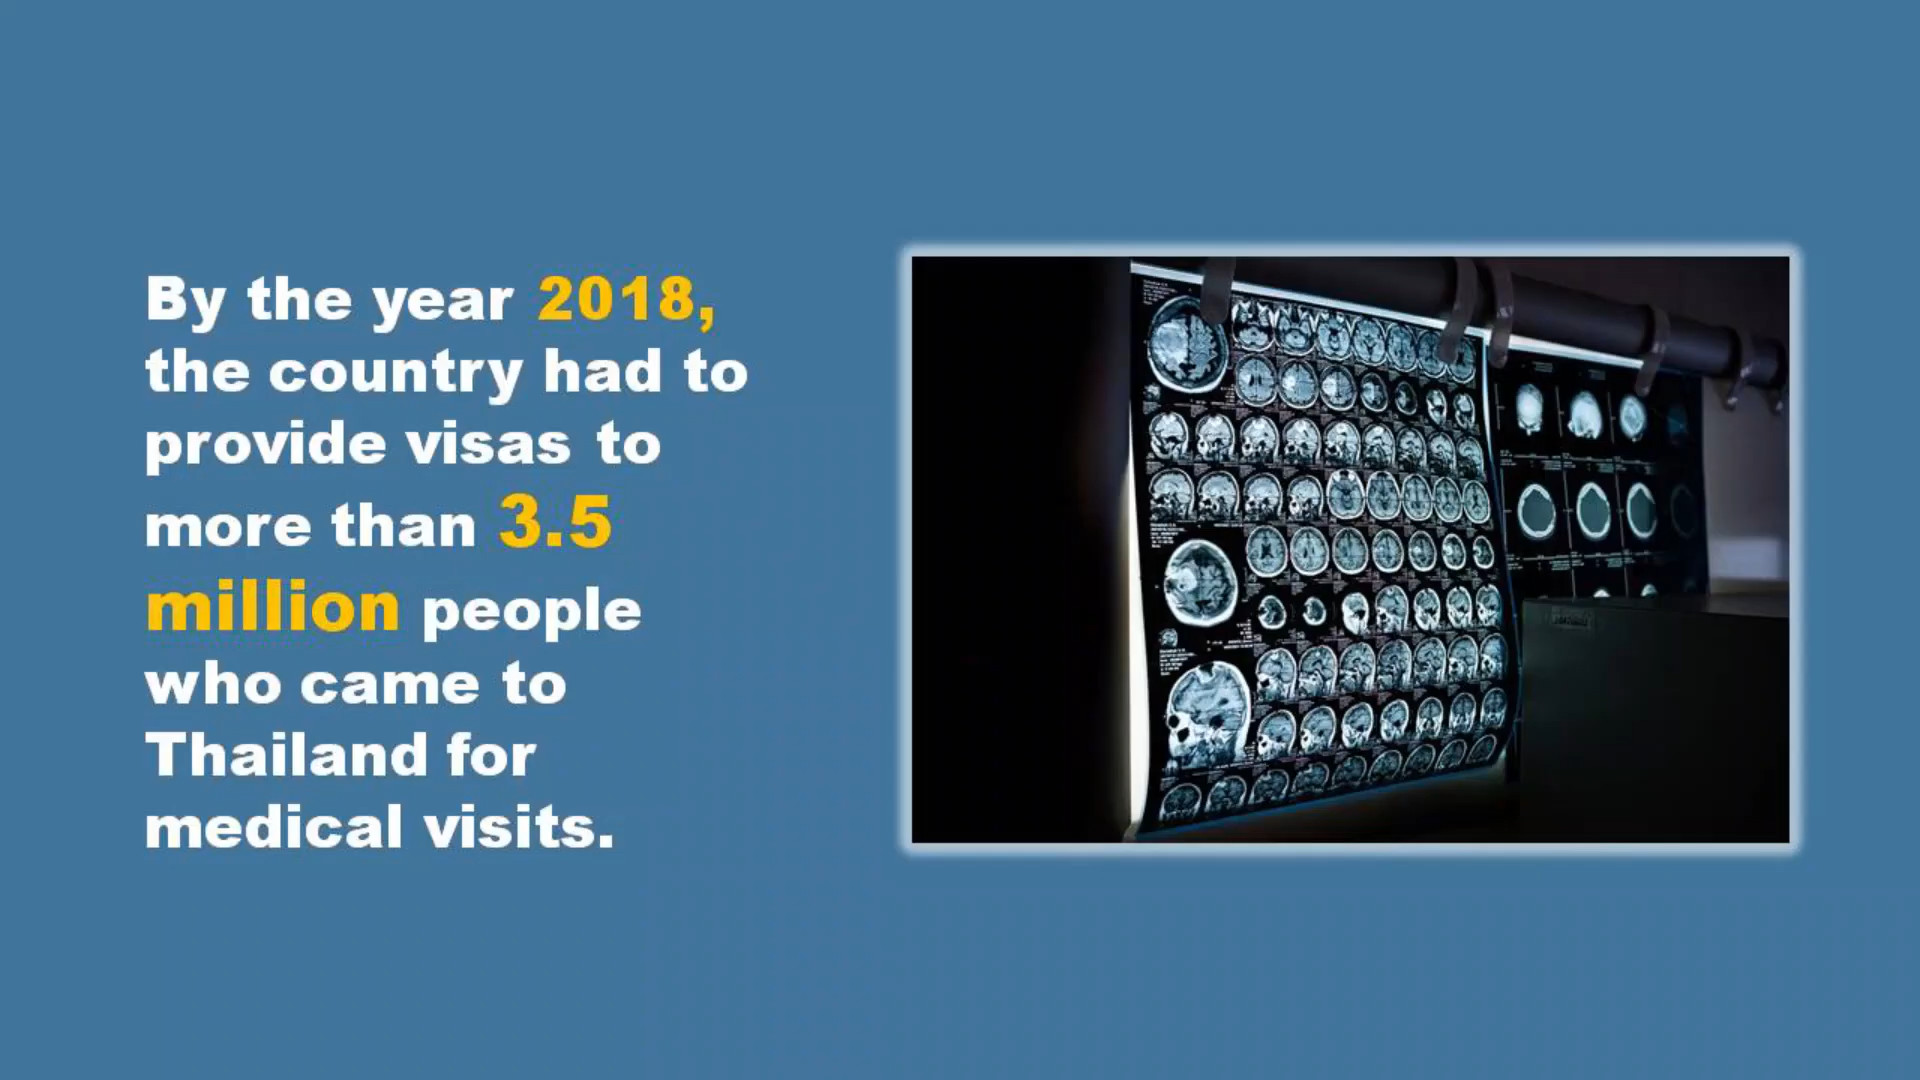 By the year 2018,
the country had to
provide visas to
more than 3.5
million people
who came to
Thailand for
medical visits.